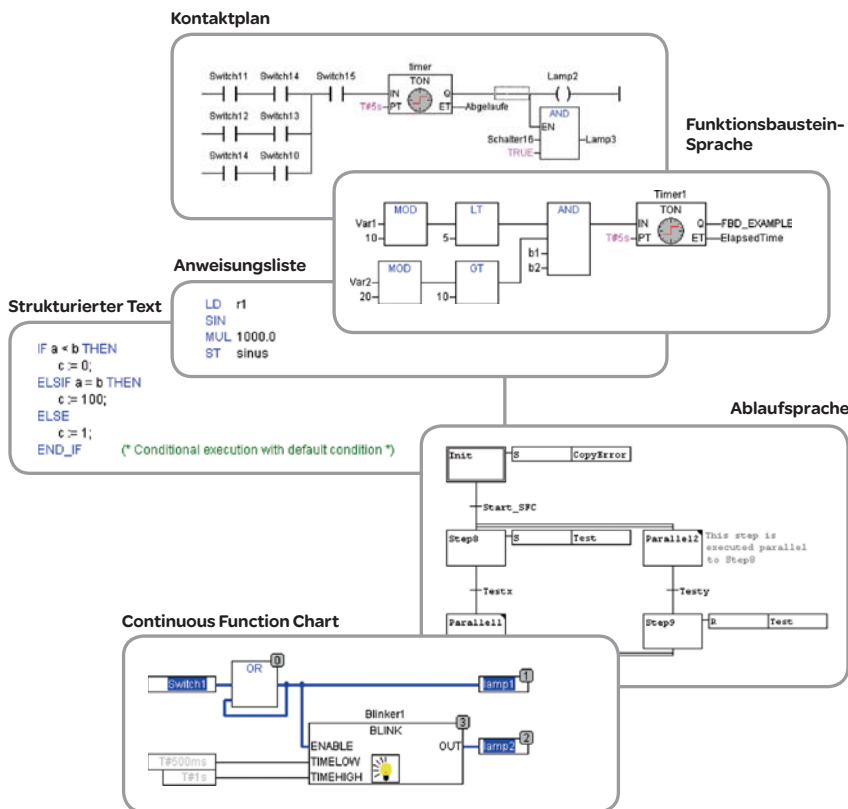 Kontaktplan
timer
Switch11 Switch14 Switch15 TON Lamp2
IN Q
T#5s PT ET Abgelaufe
Switch12 Switch13
AND
EN
Schalter16 Lamp3
TRUE
Switch14 Switch10
Funktionsbaustein-
Sprache
Timer1
MOD LT AND TON
Var1 IN Q FBD_EXAMPLE
10 5 T#5s PT ET ElapsedTime
b1
b2
MOD GT
Var2
20 10
Anweisungsliste
LD r1
SIN
MUL 1000.0
ST sinus
Strukturierter Text
IF a < b THEN
c := 0;
ELSIF a = b THEN
c := 100;
ELSE
c := 1;
END_IF (* Conditional execution with default condition *)
Ablaufsprache
Init S CopyError
Start_SFC
Step8 S Test Parallel2 This step is
executed parallel
to Step8
Testx Testy
Parallel1 Step9 R Test
Continuous Function Chart
OR 0
Switch1 lamp1 1
Blinker1
BLINK 3
ENABLE OUT lamp2 2
T#500ms TIMELOW
T#1s TIMEHIGH